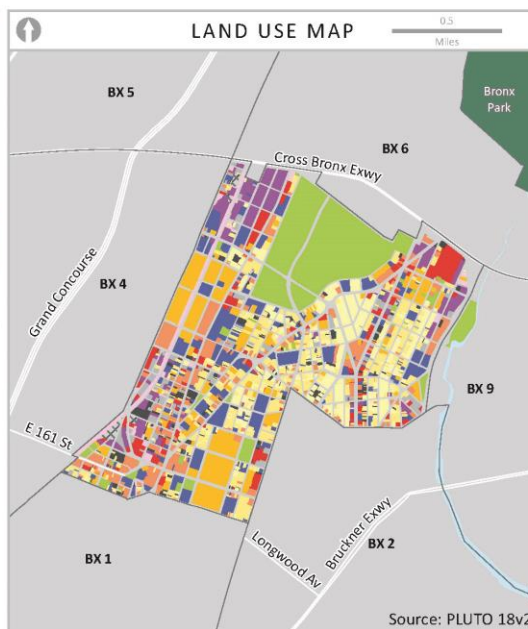 LAND USE MAP
0.5
Miles
BX 5
Bronx
Park
BX 6
Cross Bronx Exwy
Grand Concourse
BX 4
BX 9
E 161 St
Bruckner Exwy
Longwood Av
BX 2
BX 1
Source: PLUTO 18v2